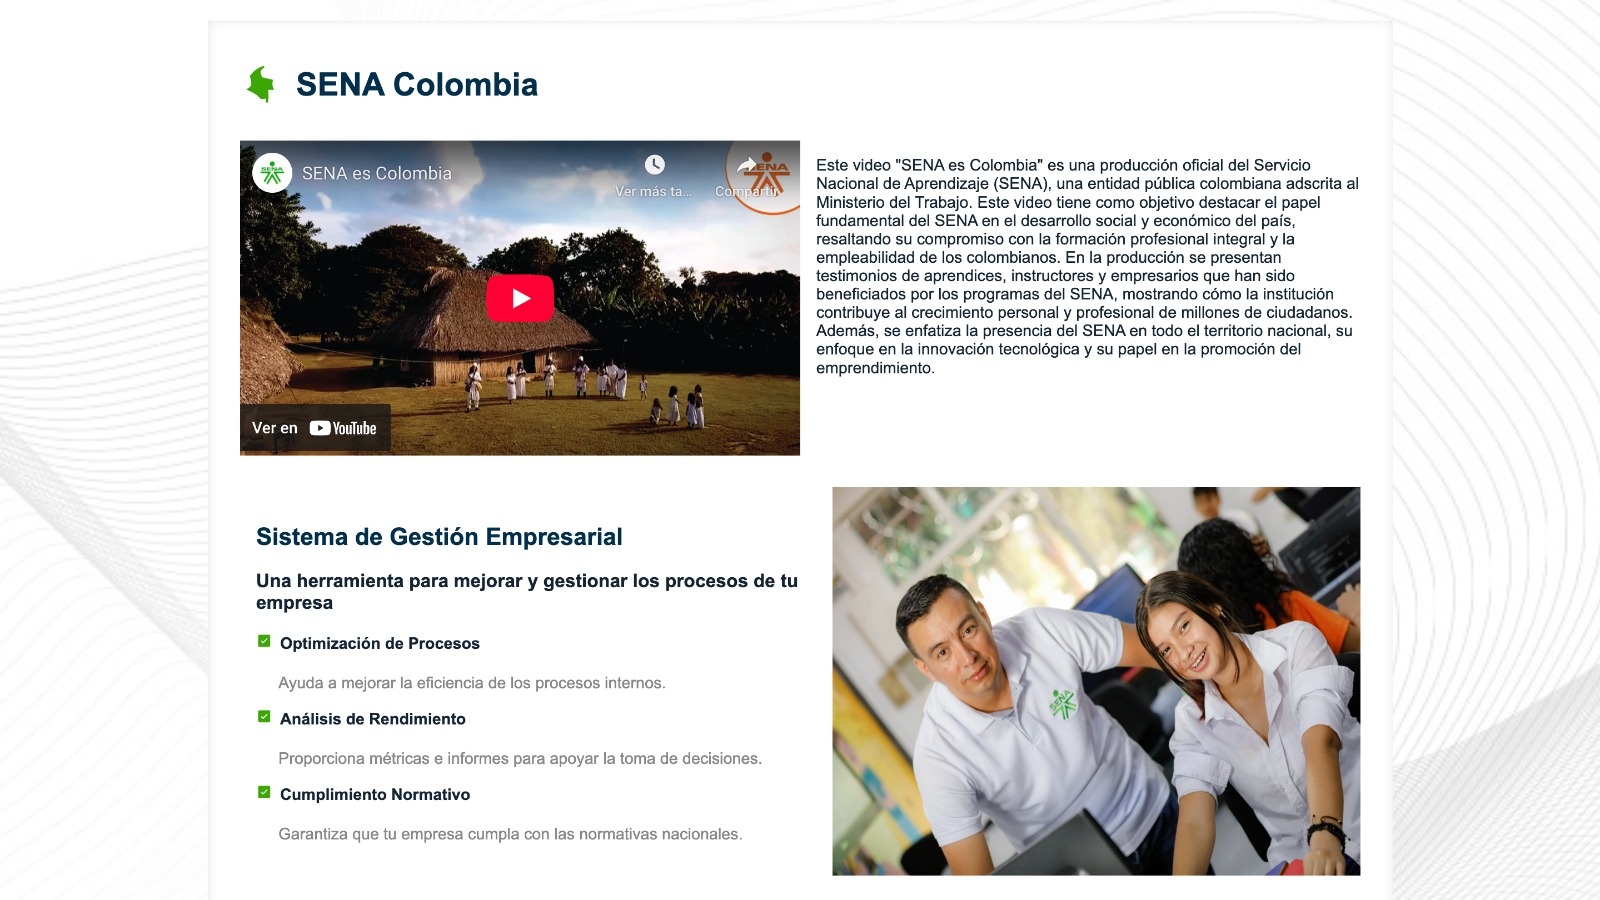 SENA Colombia
SENA
SENA es Colombia
Ver más ta...
Compartir
SENA
Ver en YouTube
Este video "SENA es Colombia" es una producción oficial del Servicio
Nacional de Aprendizaje (SENA), una entidad pública colombiana adscrita al
Ministerio del Trabajo. Este video tiene como objetivo destacar el papel
fundamental del SENA en el desarrollo social y económico del país,
resaltando su compromiso con la formación profesional integral y la
empleabilidad de los colombianos. En la producción se presentan
testimonios de aprendices, instructores y empresarios que han sido
beneficiados por los programas del SENA, mostrando cómo la institución
contribuye al crecimiento personal y profesional de millones de ciudadanos.
Además, se enfatiza la presencia del SENA en todo el territorio nacional, su
enfoque en la innovación tecnológica y su papel en la promoción del
emprendimiento.
Sistema de Gestión Empresarial
Una herramienta para mejorar y gestionar los procesos de tu
empresa
Optimización de Procesos
Ayuda a mejorar la eficiencia de los procesos internos.
Análisis de Rendimiento
Proporciona métricas e informes para apoyar la toma de decisiones.
Cumplimiento Normativo
Garantiza que tu empresa cumpla con las normativas nacionales.
SENA